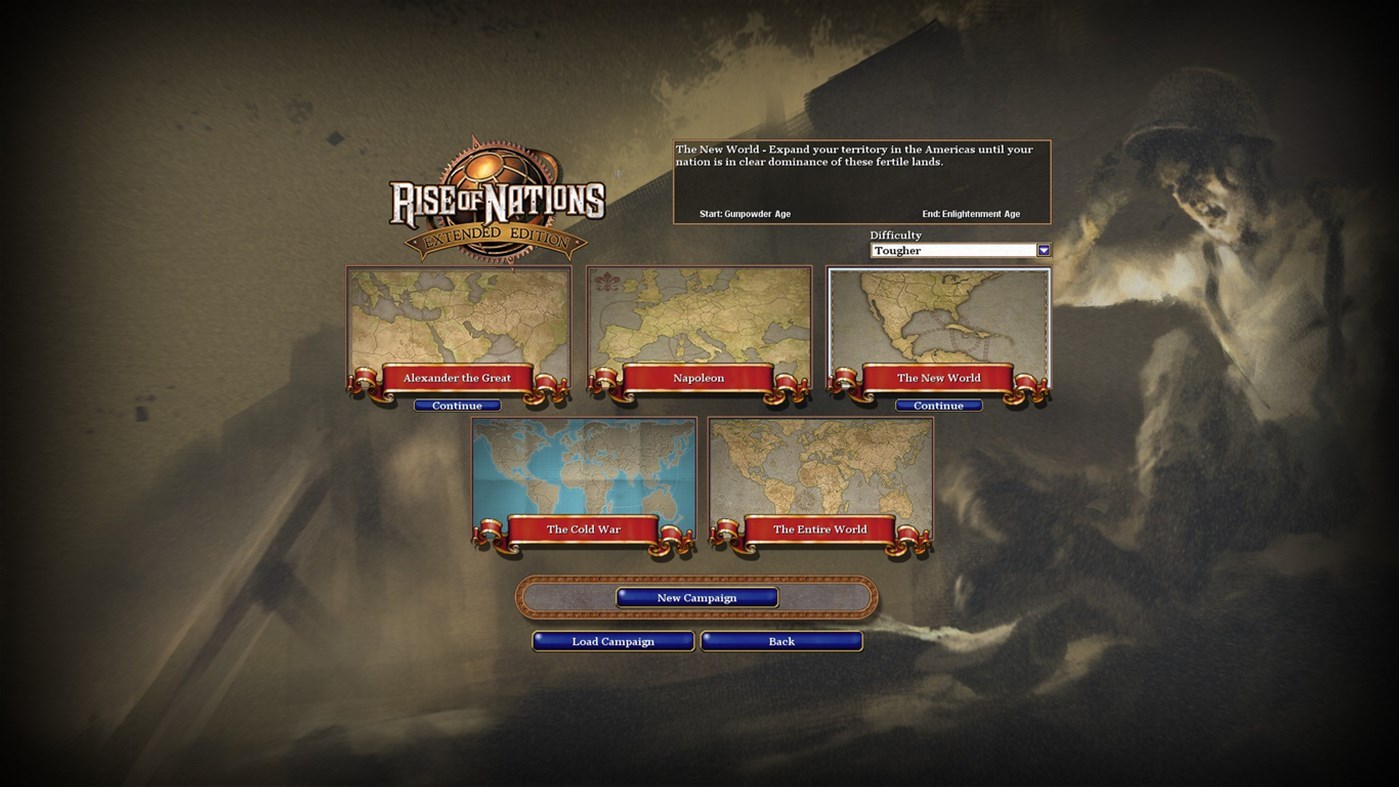 RISE OF NATIONS
EXTENDED EDITION
The New World - Expand your territory in the Americas until your
nation is in clear dominance of these fertile lands.
Start: Gunpowder Age
End: Enlightenment Age
Difficulty
Tougher
Alexander the Great
Napoleon
The New World
Continue
Continue
The Cold War
The Entire World
New Campaign
Load Campaign
Back